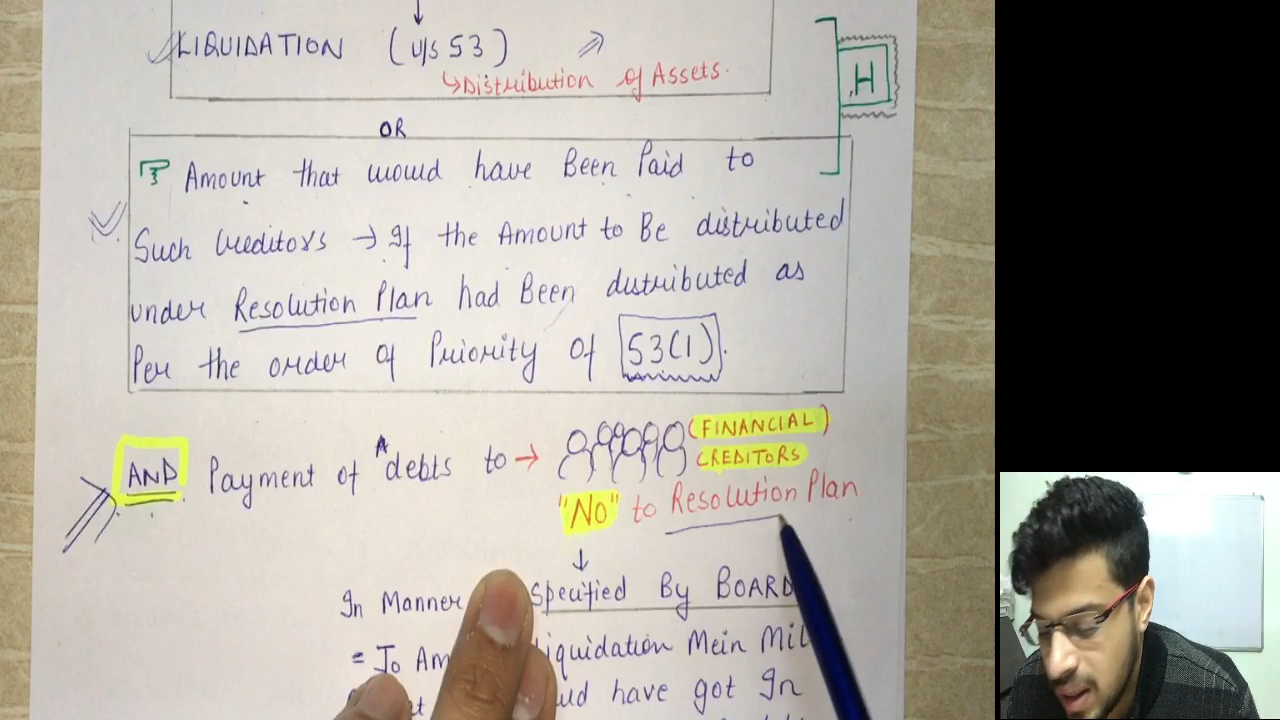 LIQUIDATION (U/S 53)
Distribution of Assets.
H
OR
Amount that would have Been Paid to
Such Creditors → If the Amount to Be distributed
under Resolution Plan had Been distributed as
Per the order of Priority of 53(1).
AND Payment of debts to → (FINANCIAL)
CREDITORS
"NO" to Resolution Plan
In Manner Specified By BOARD
= To Liquidation Mein
have got In